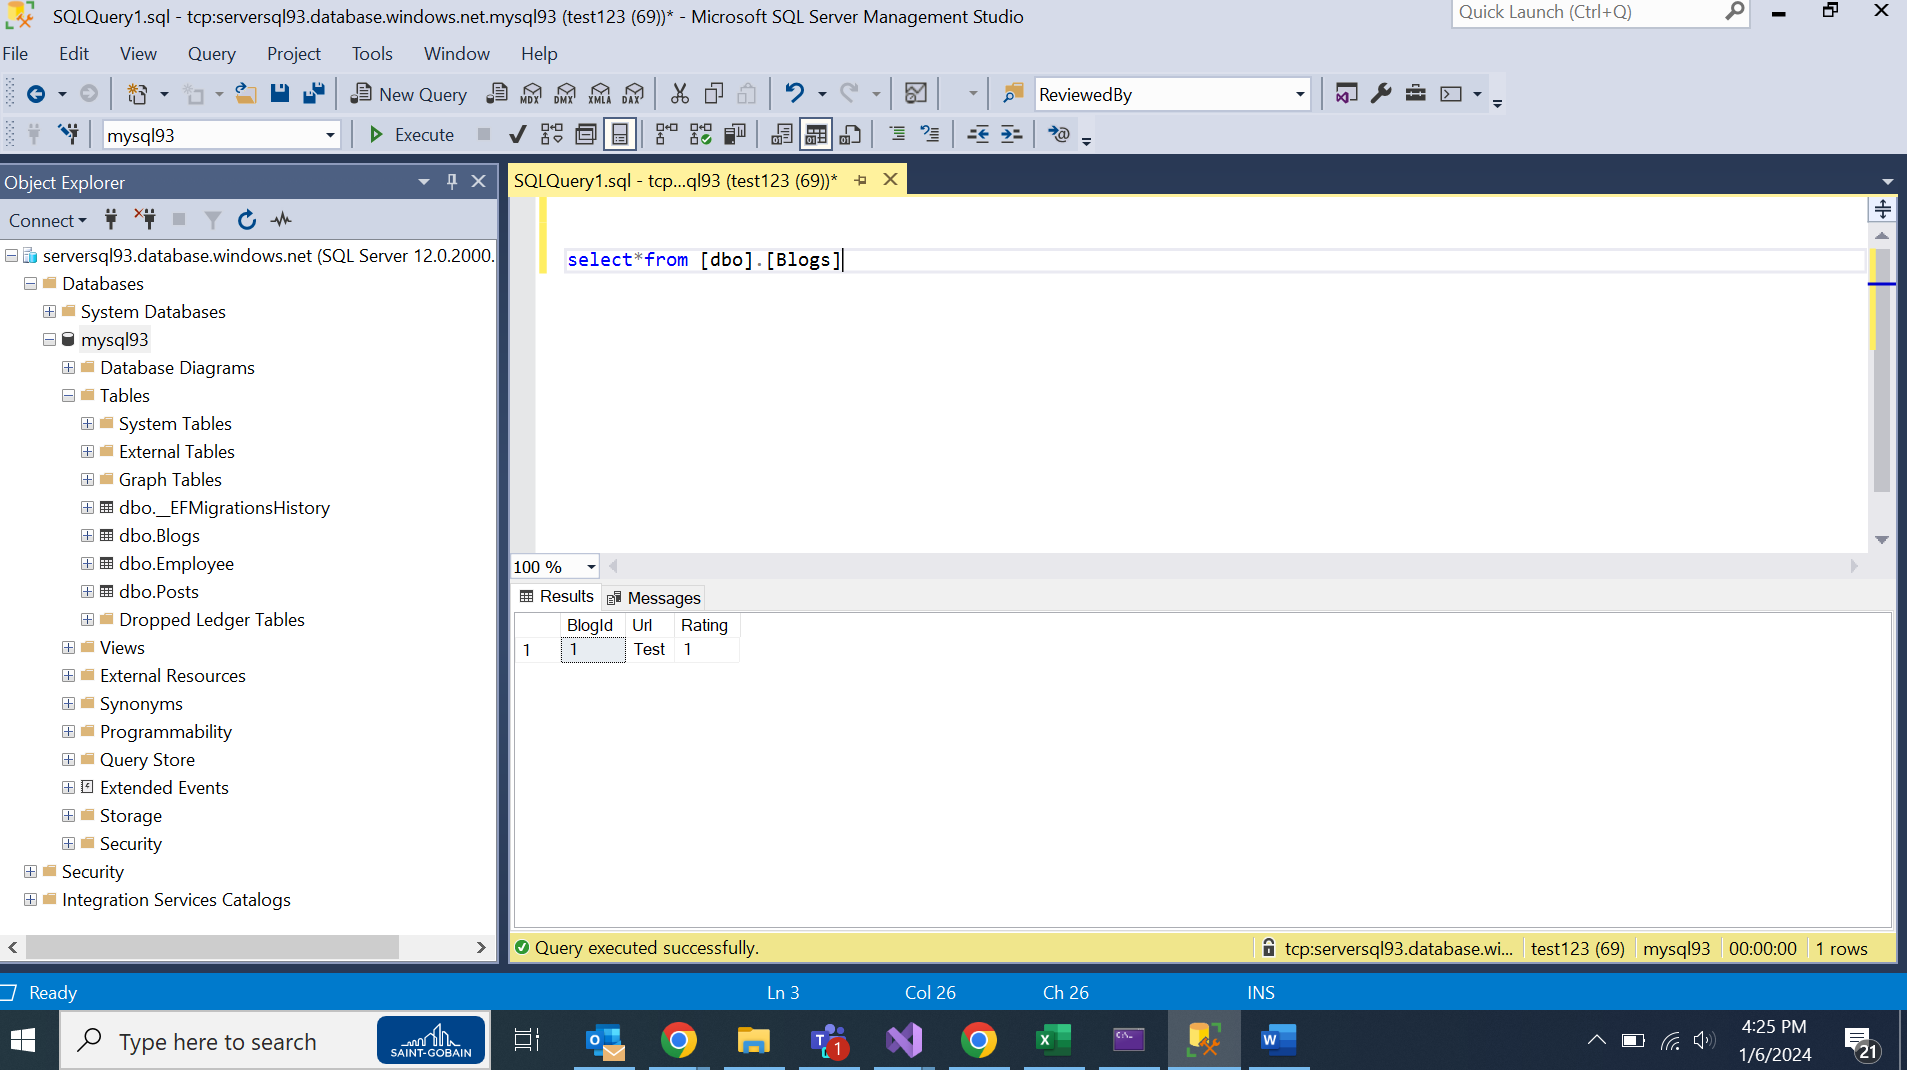 SQLQuery1.sql - tcp:serversql93.database.windows.net.mysql93 (test123 (69))* - Microsoft SQL Server Management Studio
Quick Launch (Ctrl+Q)
File Edit View Query Project Tools Window Help
New Query MDX DMX XMLA DAX ReviewedBy
mysql93 Execute
Object Explorer
Connect
serversql93.database.windows.net (SQL Server 12.0.2000.
Databases
System Databases
mysql93
Database Diagrams
Tables
System Tables
External Tables
Graph Tables
dbo.__EFMigrationsHistory
dbo.Blogs
dbo.Employee
dbo.Posts
Dropped Ledger Tables
Views
External Resources
Synonyms
Programmability
Query Store
Extended Events
Storage
Security
Security
Integration Services Catalogs
SQLQuery1.sql - tcp...ql93 (test123 (69))*
select*from [dbo].[Blogs]
100 %
Results Messages
BlogId Url Rating
1 1 Test 1
Query executed successfully. tcp:serversql93.database.wi... test123 (69) mysql93 00:00:00 1 rows
Ready Ln 3 Col 26 Ch 26 INS
Type here to search SAINT-GOBAIN 1
4:25 PM
1/6/2024
21